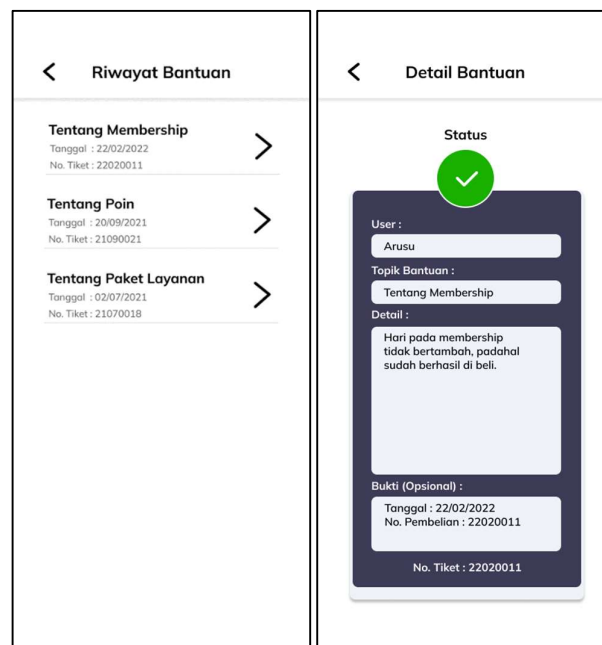 Riwayat Bantuan
Tentang Membership
Tanggal : 22/02/2022
No. Tiket : 22020011
Tentang Poin
Tanggal : 20/09/2021
No. Tiket : 21090021
Tentang Paket Layanan
Tanggal : 02/07/2021
No. Tiket : 21070018
Detail Bantuan
Status
User :
Arusu
Topik Bantuan :
Tentang Membership
Detail :
Hari pada membership
tidak bertambah, padahal
sudah berhasil di beli.
Bukti (Opsional) :
Tanggal : 22/02/2022
No. Pembelian : 22020011
No. Tiket : 22020011